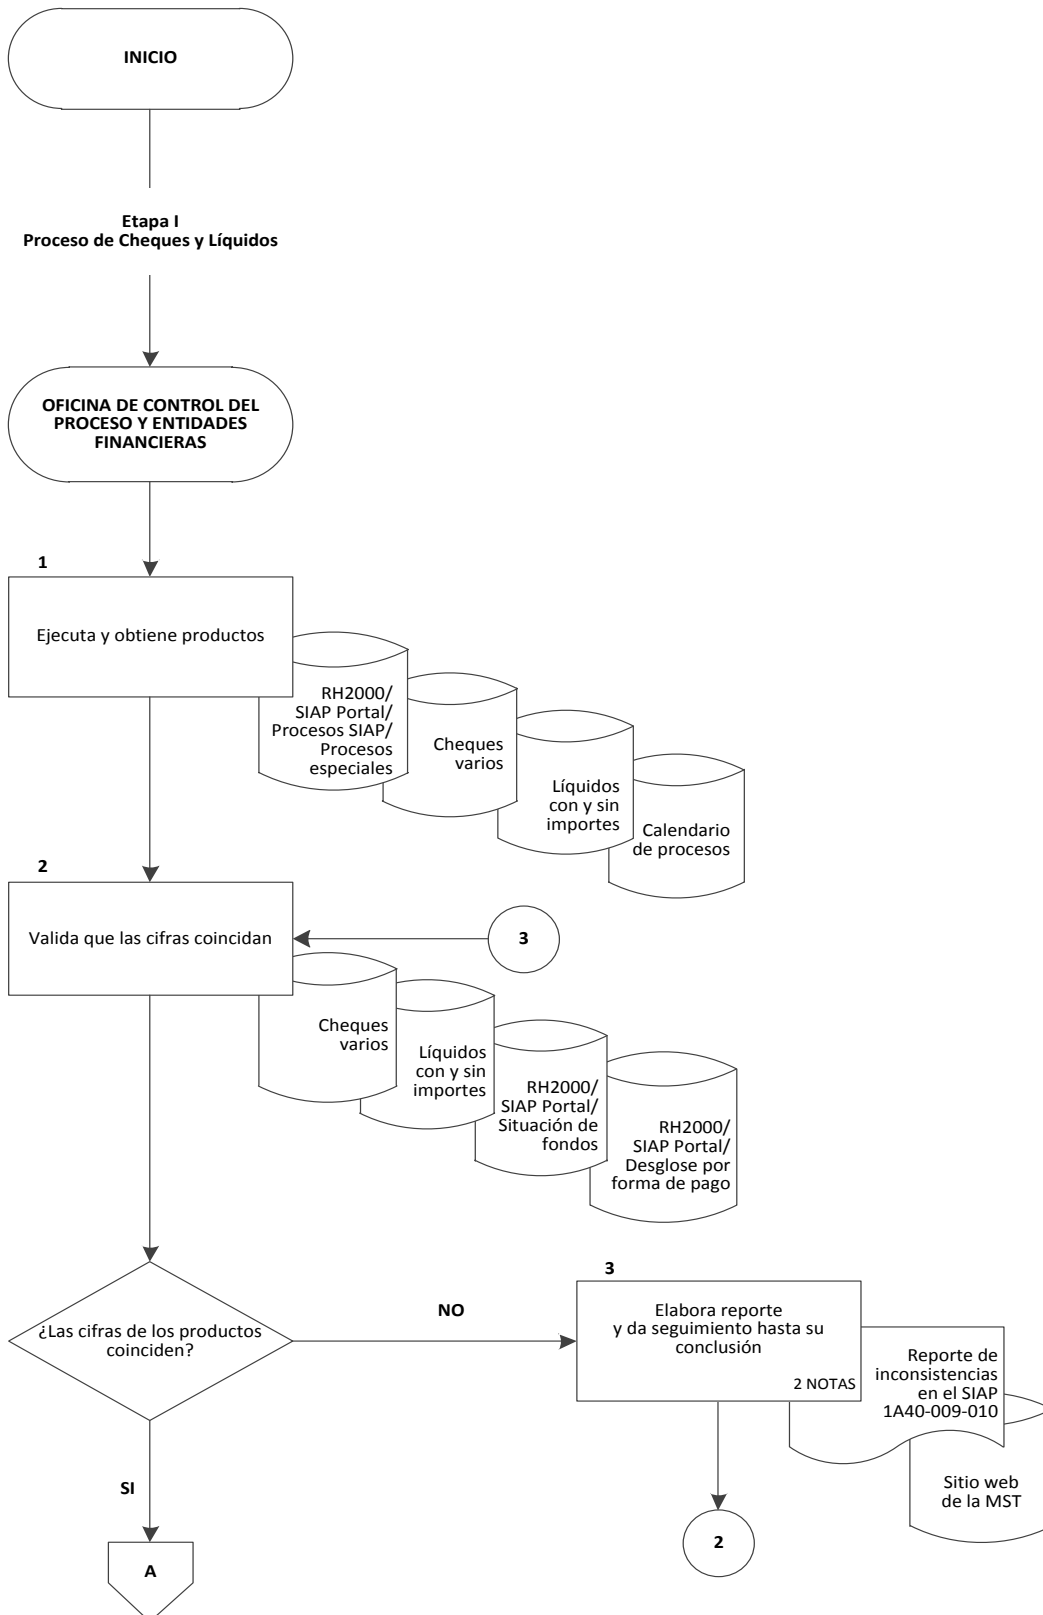 INICIO
Etapa I
Proceso de Cheques y Líquidos
OFICINA DE CONTROL DEL
PROCESO Y ENTIDADES
FINANCIERAS
1
Ejecuta y obtiene productos
RH2000/
SIAP Portal/
Procesos SIAP/
Procesos
especiales
Cheques
varios
Líquidos
con y sin
importes
Calendario
de procesos
2
Valida que las cifras coincidan
3
Cheques
varios
Líquidos
con y sin
importes
RH2000/
SIAP Portal/
Situación de
fondos
RH2000/
SIAP Portal/
Desglose por
forma de pago
¿Las cifras de los productos
coinciden?
NO
3
Elabora reporte
y da seguimiento hasta su
conclusión
2 NOTAS
Reporte de
inconsistencias
en el SIAP
1A40-009-010
Sitio web
de la MST
SI
2
A